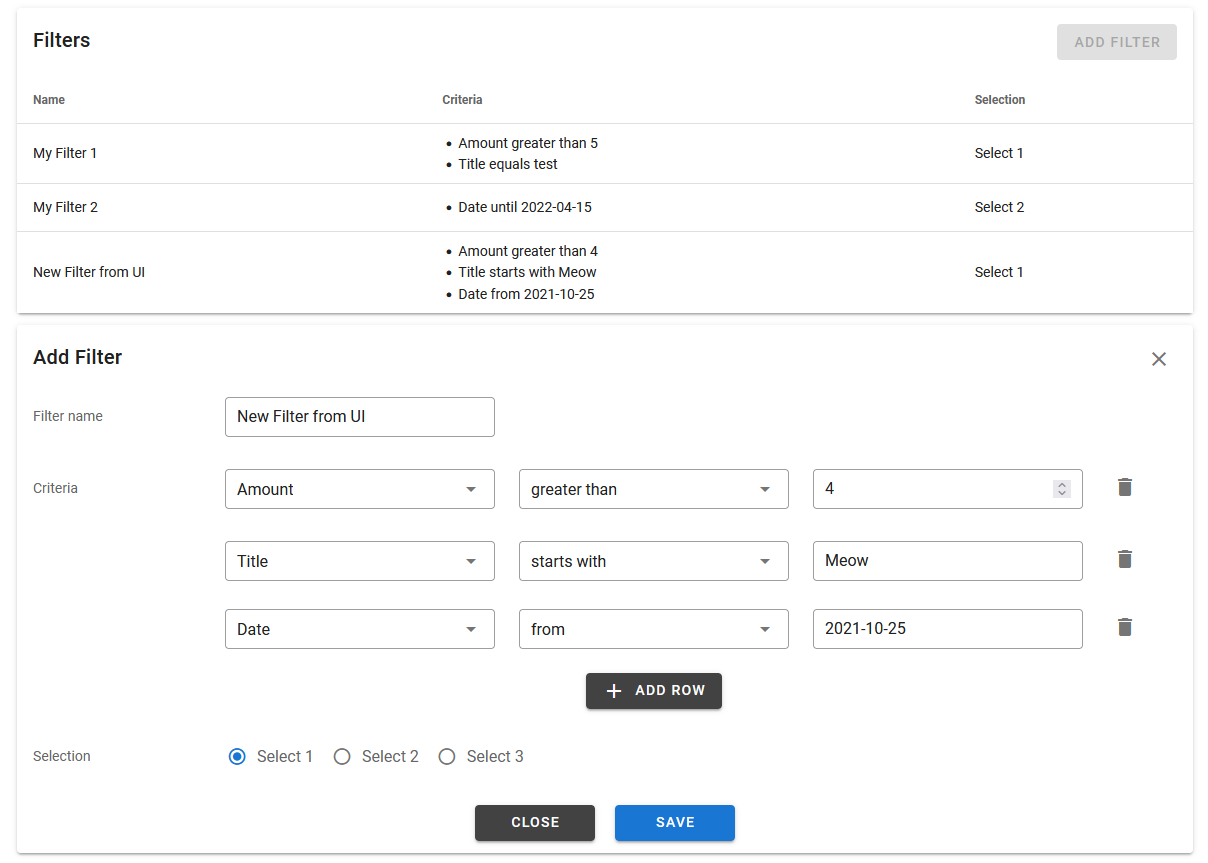 Filters
ADD FILTER
Name Criteria Selection
My Filter 1
• Amount greater than 5
• Title equals test
Select 1
My Filter 2
• Date until 2022-04-15
Select 2
New Filter from UI
• Amount greater than 4
• Title starts with Meow
• Date from 2021-10-25
Select 1
Add Filter
Filter name New Filter from UI
Criteria Amount greater than 4
Title starts with Meow
Date from 2021-10-25
ADD ROW
Selection Select 1 Select 2 Select 3
CLOSE SAVE